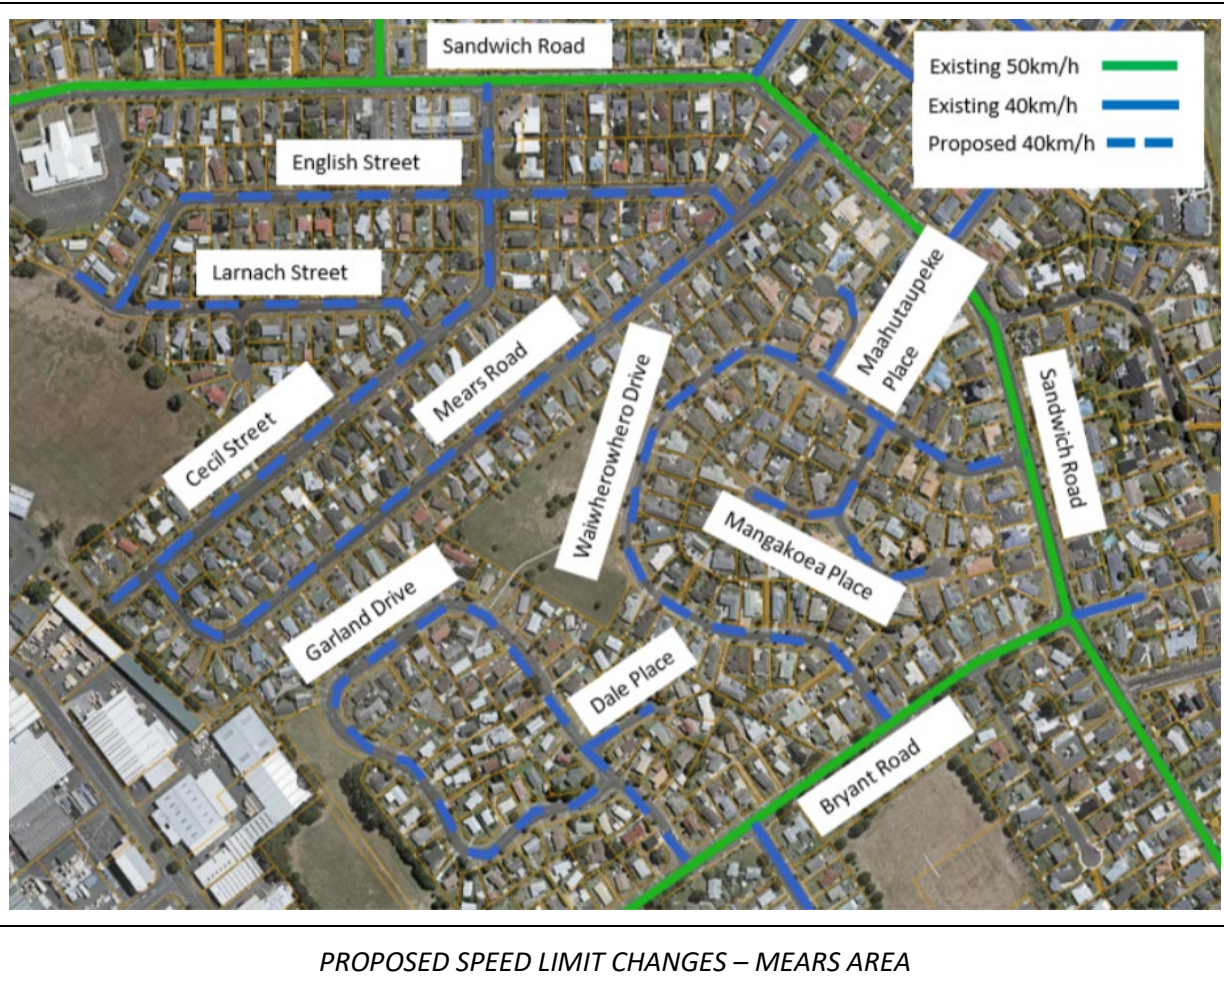 Sandwich Road
Existing 50km/h
Existing 40km/h
Proposed 40km/h
English Street
Larnach Street
Maahutaupeke
Place
Mears Road
Waiwherowhero Drive
Sandwich Road
Cecil Street
Mangakoea Place
Garland Drive
Dale Place
Bryant Road
PROPOSED SPEED LIMIT CHANGES – MEARS AREA